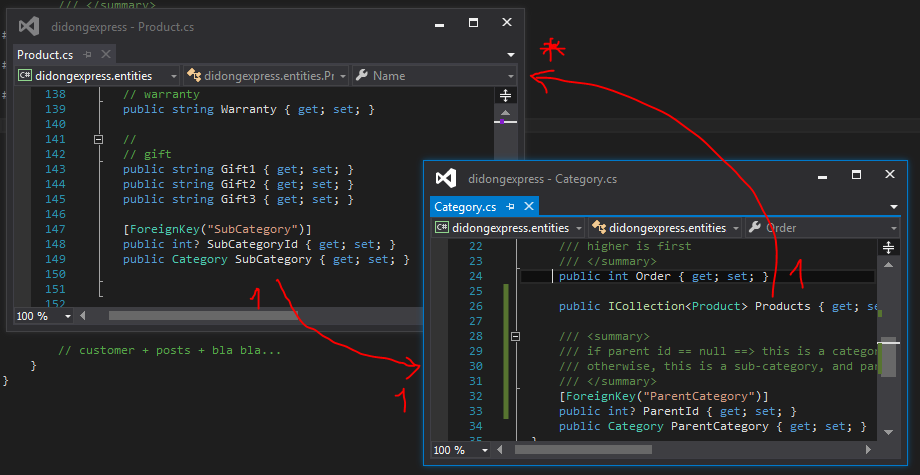 /// </summary>
#
#
#
didongexpress - Product.cs
Product.cs
didongexpress.entities
didongexpress.entities.Pr
Name
138 // warranty
139 public string Warranty { get; set; }
140
141 //
142 // gift
143 public string Gift1 { get; set; }
144 public string Gift2 { get; set; }
145 public string Gift3 { get; set; }
146
147 [ForeignKey("SubCategory")]
148 public int? SubCategoryId { get; set; }
149 public Category SubCategory { get; set; }
150
151
152
100 %
*
1
1
1
didongexpress - Category.cs
Category.cs
didongexpress.entities
didongexpress.entities
Order
22 /// higher is first
23 /// </summary>
24 public int Order { get; set; }
25
26 public ICollection<Product> Products { get; se
27
28 /// <summary>
29 /// if parent id == null ==> this is a categor
30 /// otherwise, this is a sub-category, and par
31 /// </summary>
32 [ForeignKey("ParentCategory")]
33 public int? ParentId { get; set; }
34 public Category ParentCategory { get; set; }
35 }
100 %
// customer + posts + bla bla...
}
}